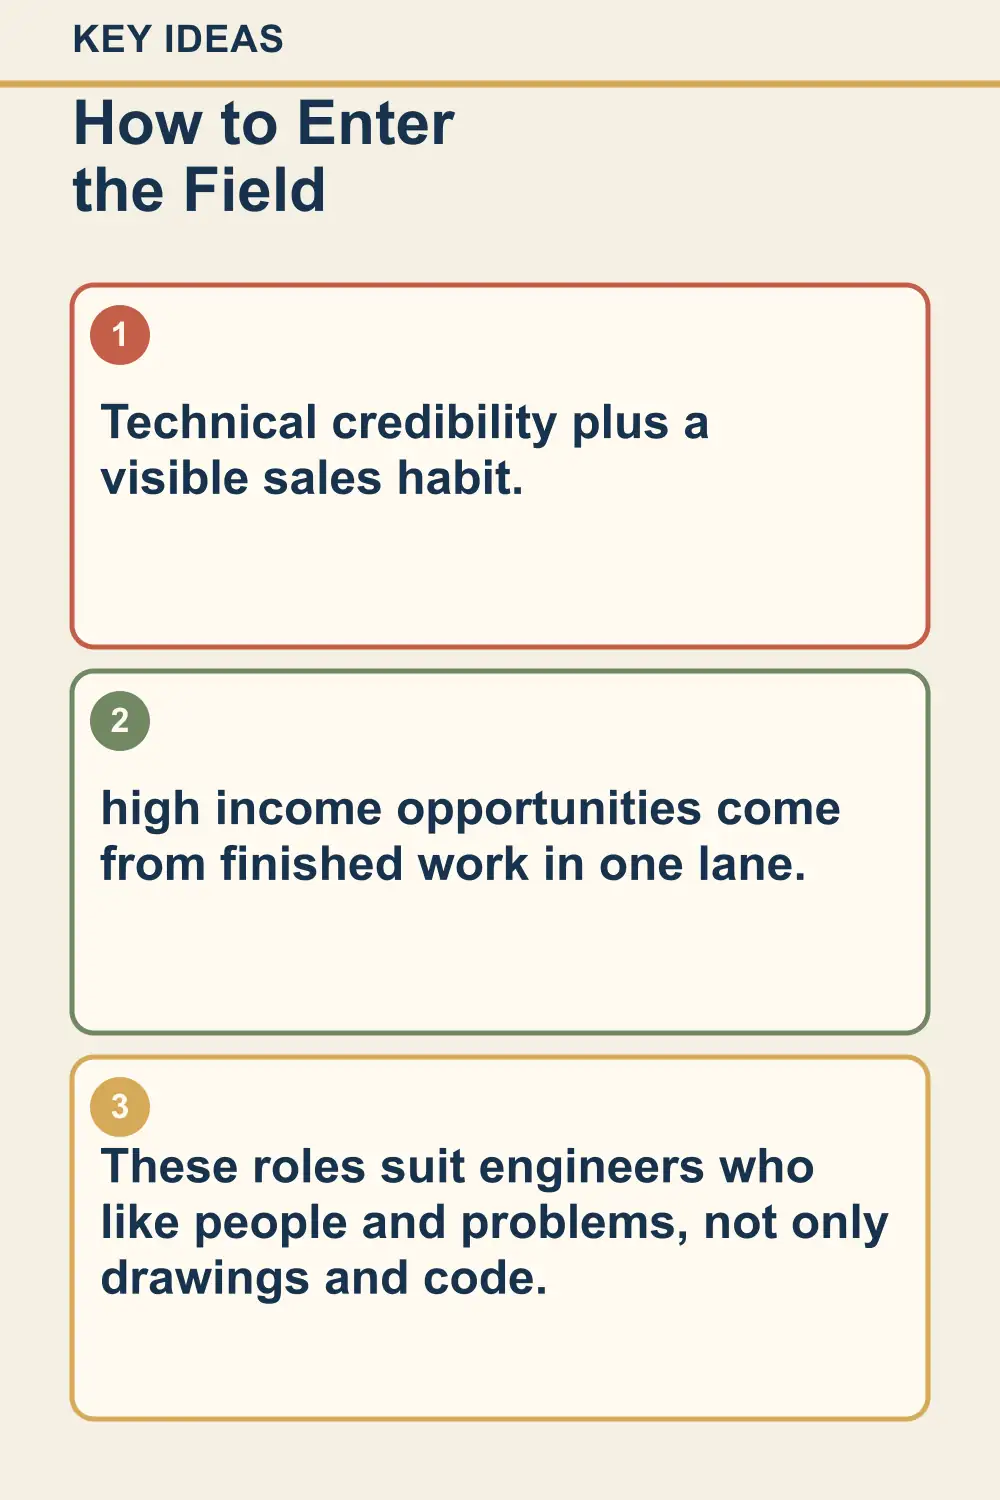 KEY IDEAS
How to Enter
the Field
1
Technical credibility plus a
visible sales habit.
2
high income opportunities come
from finished work in one lane.
3
These roles suit engineers who
like people and problems, not only
drawings and code.